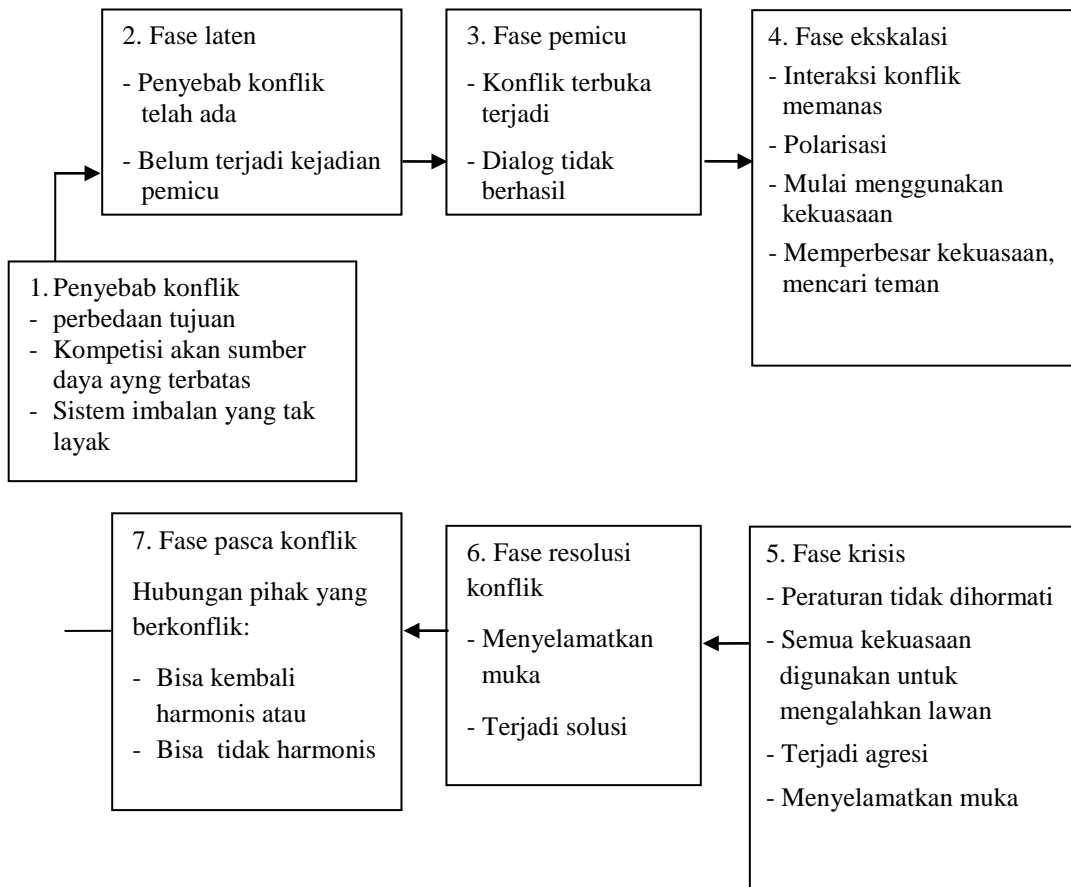 1. Penyebab konflik
- perbedaan tujuan
- Kompetisi akan sumber
daya ayng terbatas
- Sistem imbalan yang tak
layak
2. Fase laten
- Penyebab konflik
telah ada
- Belum terjadi kejadian
pemicu
3. Fase pemicu
- Konflik terbuka
terjadi
- Dialog tidak
berhasil
4. Fase ekskalasi
- Interaksi konflik
memanas
- Polarisasi
- Mulai menggunakan
kekuasaan
- Memperbesar kekuasaan,
mencari teman
5. Fase krisis
- Peraturan tidak dihormati
- Semua kekuasaan
digunakan untuk
mengalahkan lawan
- Terjadi agresi
- Menyelamatkan muka
6. Fase resolusi
konflik
- Menyelamatkan
muka
- Terjadi solusi
7. Fase pasca konflik
Hubungan pihak yang
berkonflik:
- Bisa kembali
harmonis atau
- Bisa tidak harmonis